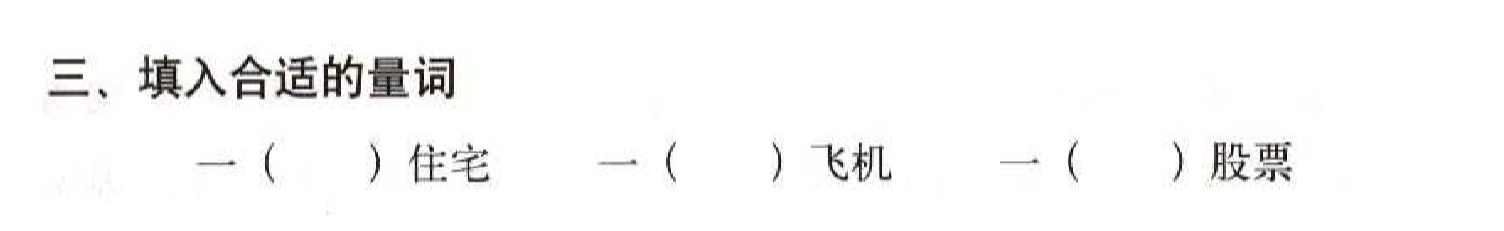 三、填入合适的量词
一（ ）住宅 一（ ）飞机 一（ ）股票